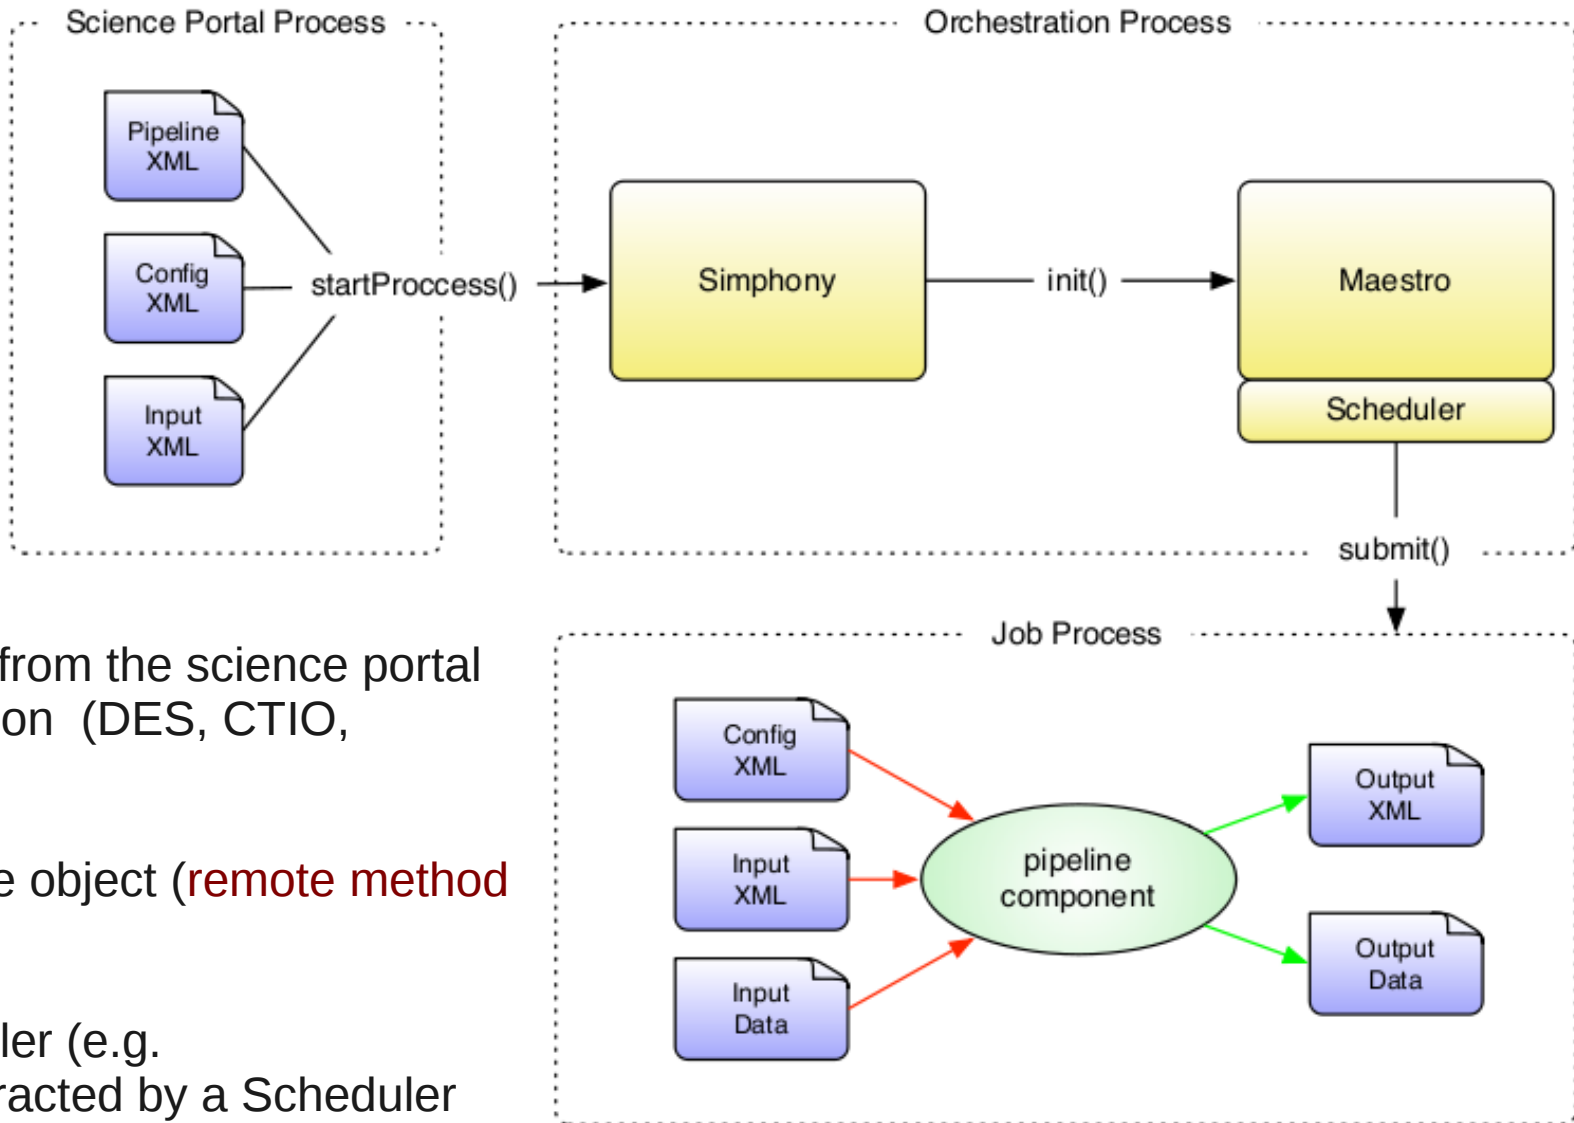 Science Portal Process
Orchestration Process
Pipeline
XML
Config
XML
Input
XML
startProccess()
Simphony
init()
Maestro
Scheduler
submit()
from the science portal
on (DES, CTIO,
e object (remote method
ler (e.g.
racted by a Scheduler
Job Process
Config
XML
Input
XML
Input
Data
pipeline
component
Output
XML
Output
Data